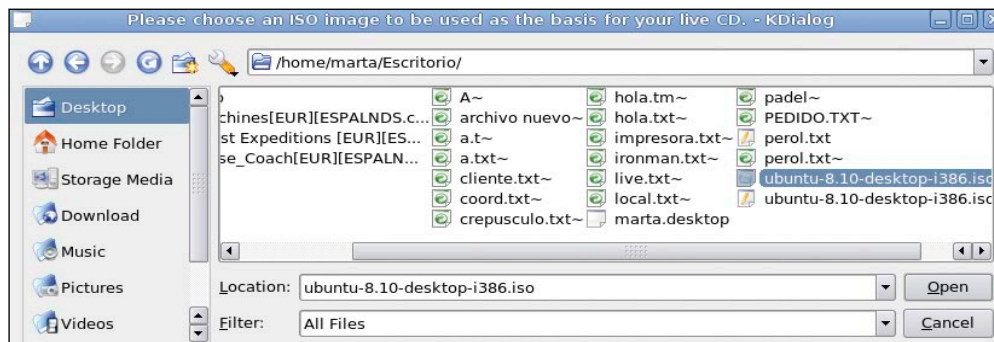 Please choose an ISO image to be used as the basis for your live CD. - KDialog
/home/marta/Escritorio/
Desktop
Home Folder
Storage Media
Download
Music
Pictures
Videos
chines[EUR][ESPALNDS.c...
st Expeditions [EUR][ES...
se_Coach[EUR][ESPALN...
A~
archivo nuevo~
a.t~
a.txt~
cliente.txt~
coord.txt~
crepusculo.txt~
hola.tm~
hola.txt~
impresora.txt~
ironman.txt~
live.txt~
local.txt~
marta.desktop
padel~
PEDIDO.TXT~
perol.txt
perol.txt~
ubuntu-8.10-desktop-i386.iso
ubuntu-8.10-desktop-i386.iso
Location: ubuntu-8.10-desktop-i386.iso Open
Filter: All Files Cancel